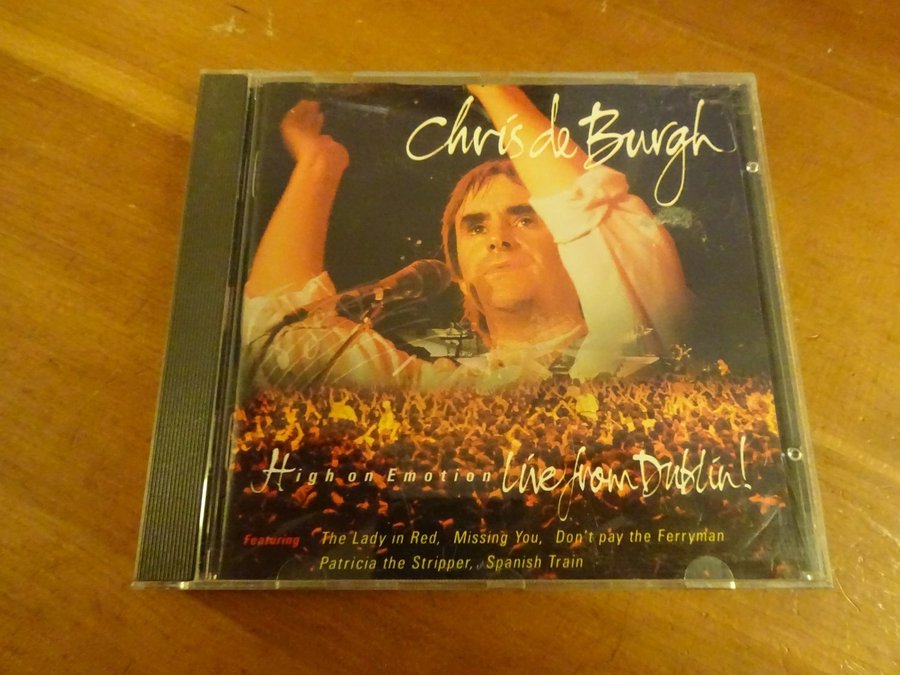 Chris de Burgh
High on Emotion Live from Dublin!
Featuring The Lady in Red, Missing You, Don't pay the Ferryman
Patricia the Stripper, Spanish Train